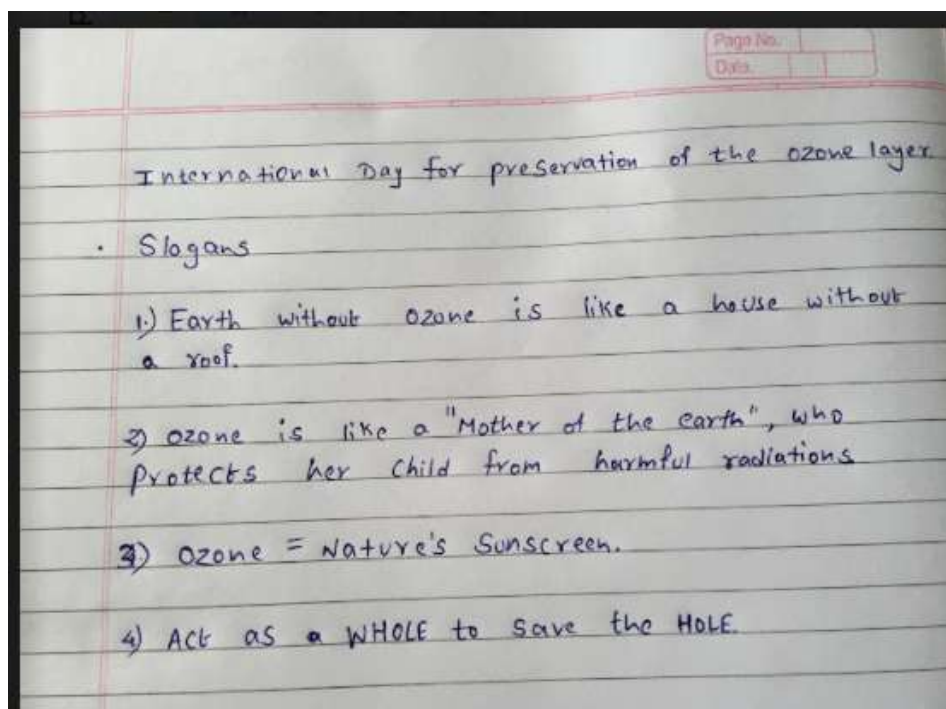 Page No.
Date.
International Day for preservation of the ozone layer
. Slogans
1.) Earth without ozone is like a house without
a roof.
2) ozone is like a "Mother of the earth", who
protects her child from harmful radiations
3) ozone = Nature's Sunscreen.
4) Act as a WHOLE to save the HOLE.